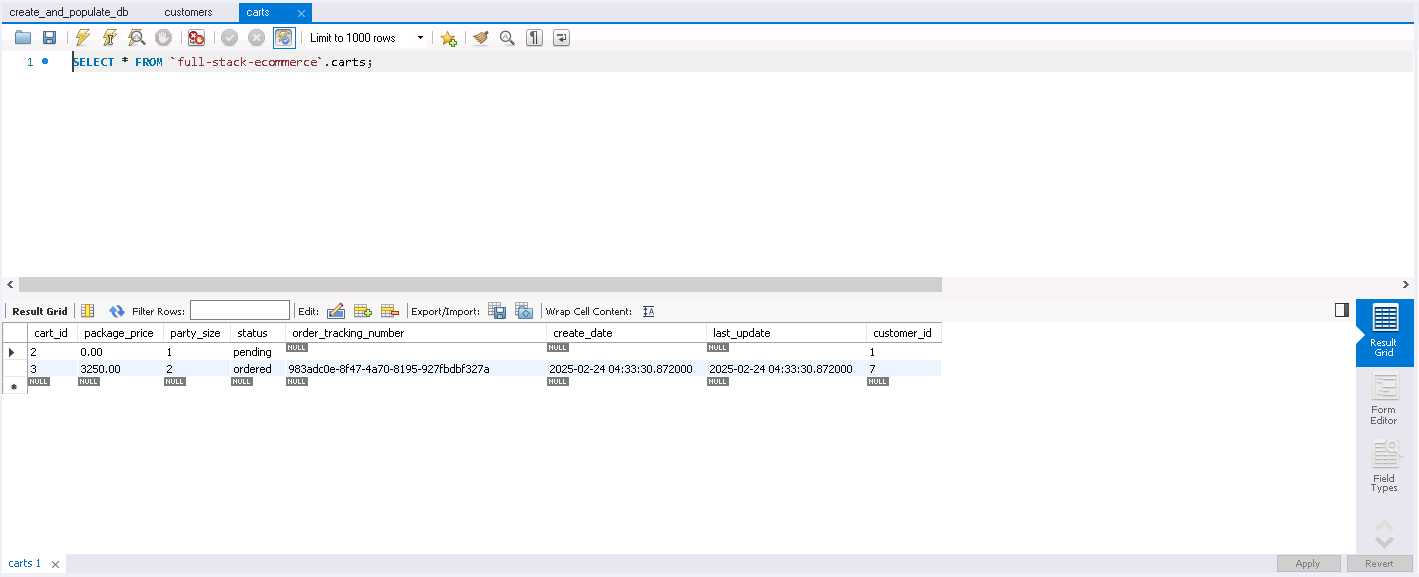 create_and_populate_db customers carts
Limit to 1000 rows
1 SELECT * FROM `full-stack-ecommerce`.carts;
Result Grid Filter Rows: Edit: Export/Import: Wrap Cell Content:
cart_id package_price party_size status order_tracking_number create_date last_update customer_id
2 0.00 1 pending NULL NULL NULL 1
3 3250.00 2 ordered 983adc0e-8f47-4a70-8195-927fbdbf327a 2025-02-24 04:33:30.872000 2025-02-24 04:33:30.872000 7
NULL NULL NULL NULL NULL NULL NULL NULL
Result
Grid
Form
Editor
Field
Types
carts 1 Apply Revert